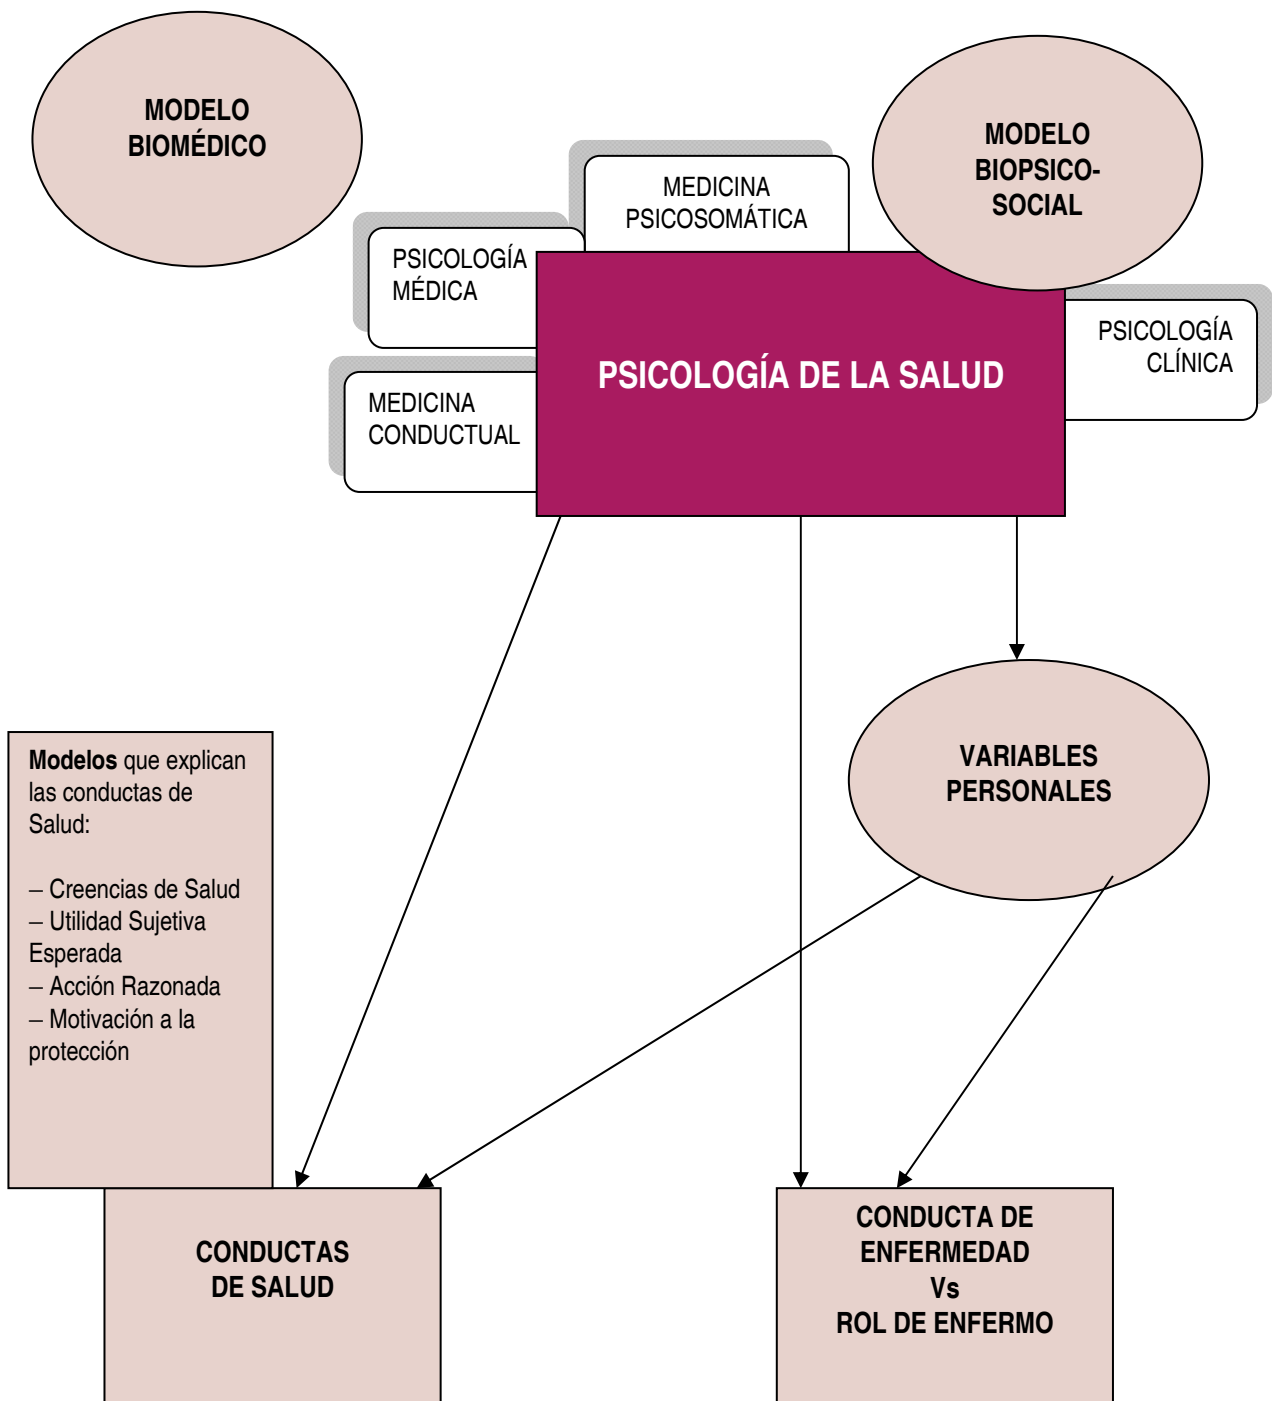 MODELO
BIOMÉDICO
MODELO
BIOPSICO-
SOCIAL
MEDICINA
PSICOSOMÁTICA
PSICOLOGÍA
MÉDICA
PSICOLOGÍA
CLÍNICA
PSICOLOGÍA DE LA SALUD
MEDICINA
CONDUCTUAL
VARIABLES
PERSONALES
Modelos que explican
las conductas de
Salud:
– Creencias de Salud
– Utilidad Sujetiva
Esperada
– Acción Razonada
– Motivación a la
protección
CONDUCTAS
DE SALUD
CONDUCTA DE
ENFERMEDAD
Vs
ROL DE ENFERMO